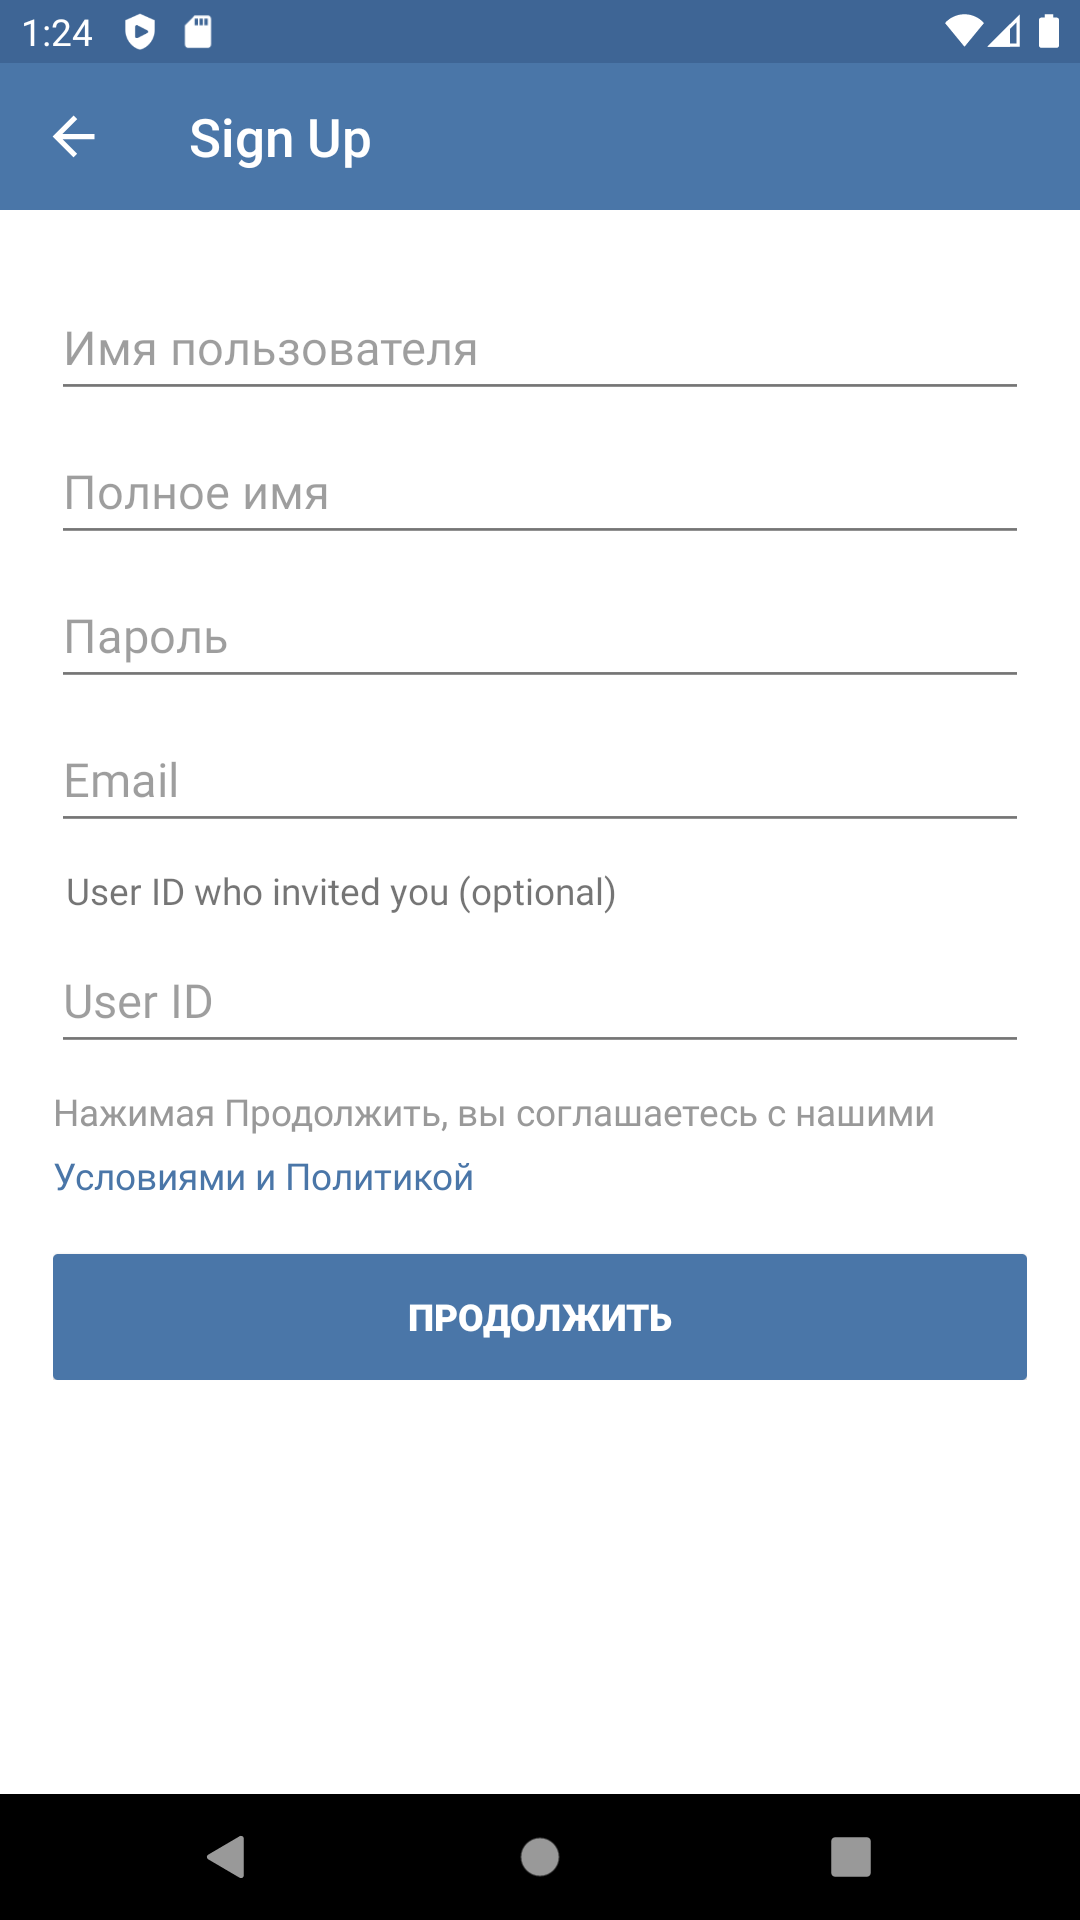 1:24
Sign Up
Имя пользователя
Полное имя
Пароль
Email
User ID who invited you (optional)
User ID
Нажимая Продолжить, вы соглашаетесь с нашими
Условиями и Политикой
ПРОДОЛЖИТЬ